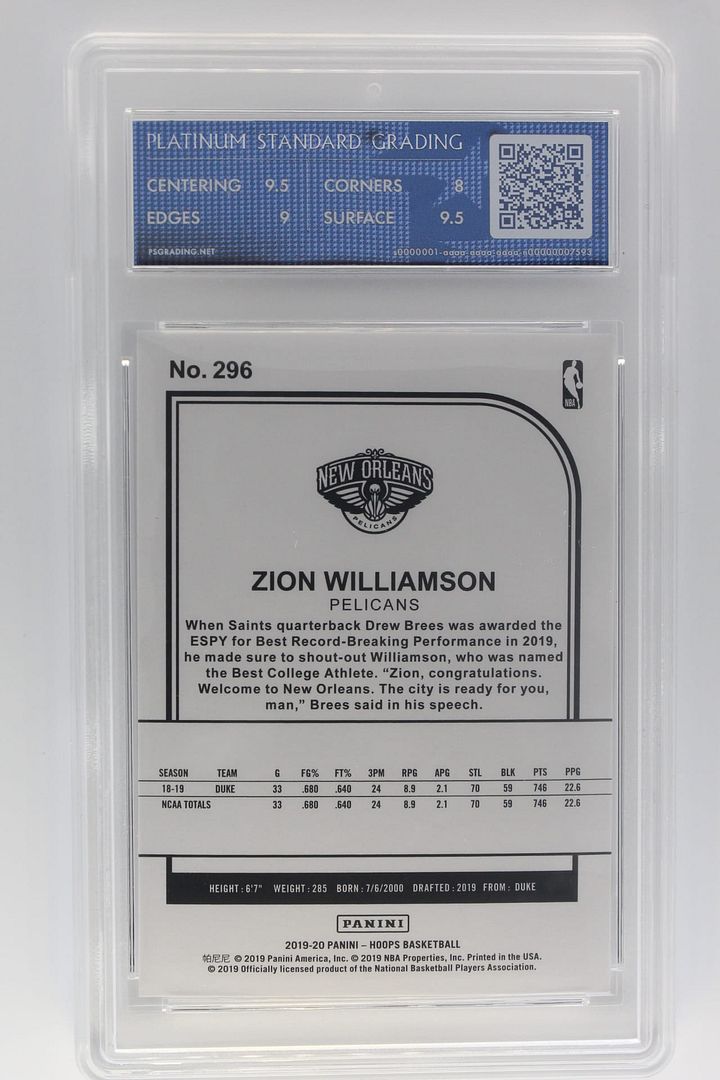 PLATINUM STANDARD GRADING
CENTERING 9.5 CORNERS 8
EDGES 9 SURFACE 9.5
PSGRADING.NET s0000001-aaaa-aaaa-aaaa-n00000007593
No. 296
NBA
NEW ORLEANS
PELICANS
ZION WILLIAMSON
PELICANS
When Saints quarterback Drew Brees was awarded the
ESPY for Best Record-Breaking Performance in 2019,
he made sure to shout-out Williamson, who was named
the Best College Athlete. “Zion, congratulations.
Welcome to New Orleans. The city is ready for you,
man,” Brees said in his speech.
SEASON TEAM G FG% FT% 3PM RPG APG STL BLK PTS PPG
18-19 DUKE 33 .680 .640 24 8.9 2.1 70 59 746 22.6
NCAA TOTALS 33 .680 .640 24 8.9 2.1 70 59 746 22.6
HEIGHT: 6'7" WEIGHT: 285 BORN: 7/6/2000 DRAFTED: 2019 FROM: DUKE
PANINI
2019-20 PANINI – HOOPS BASKETBALL
帕尼尼 © 2019 Panini America, Inc. © 2019 NBA Properties, Inc. Printed in the USA.
© 2019 Officially licensed product of the National Basketball Players Association.